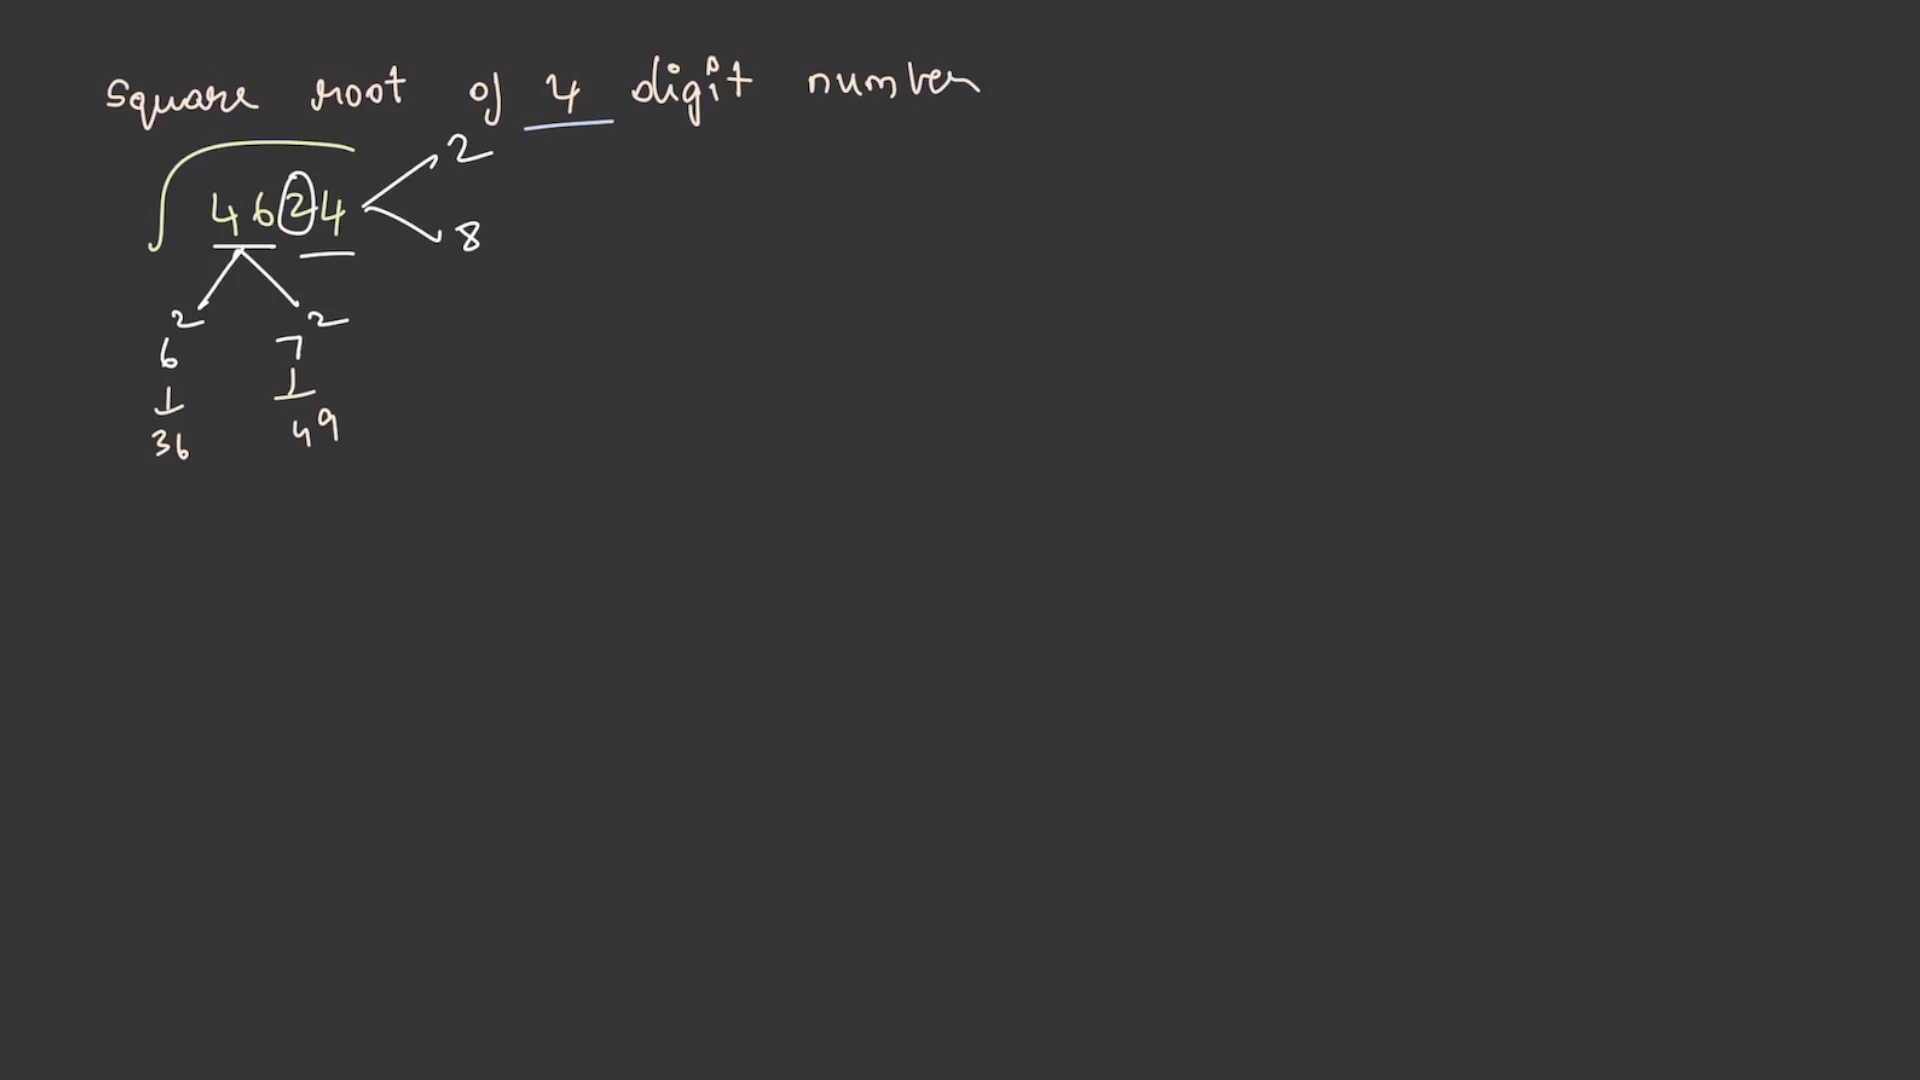 Square root of 4 digit number
√4624 2
8
6² 7²
36 49